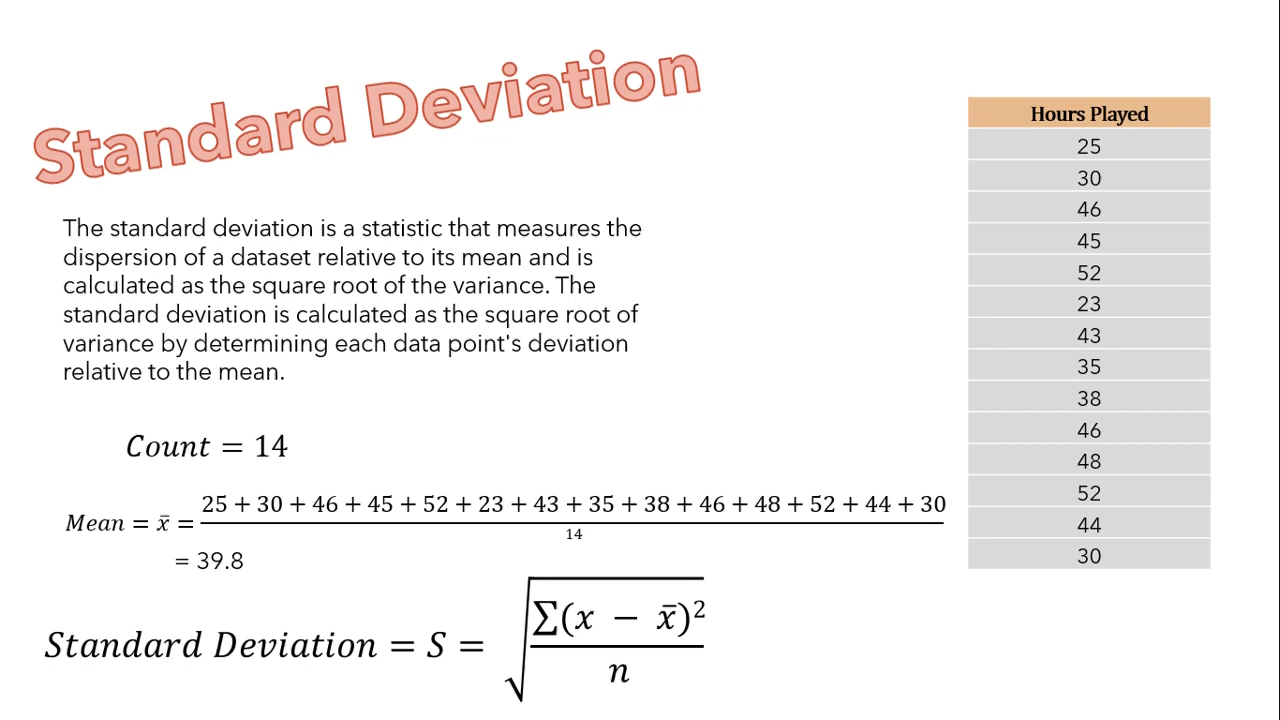 Standard Deviation
The standard deviation is a statistic that measures the
dispersion of a dataset relative to its mean and is
calculated as the square root of the variance. The
standard deviation is calculated as the square root of
variance by determining each data point's deviation
relative to the mean.
Count = 14
Mean = x̄ = 25 + 30 + 46 + 45 + 52 + 23 + 43 + 35 + 38 + 46 + 48 + 52 + 44 + 30
14
= 39.8
Standard Deviation = S = √ ∑(x − x̄)²
n
Hours Played
25
30
46
45
52
23
43
35
38
46
48
52
44
30